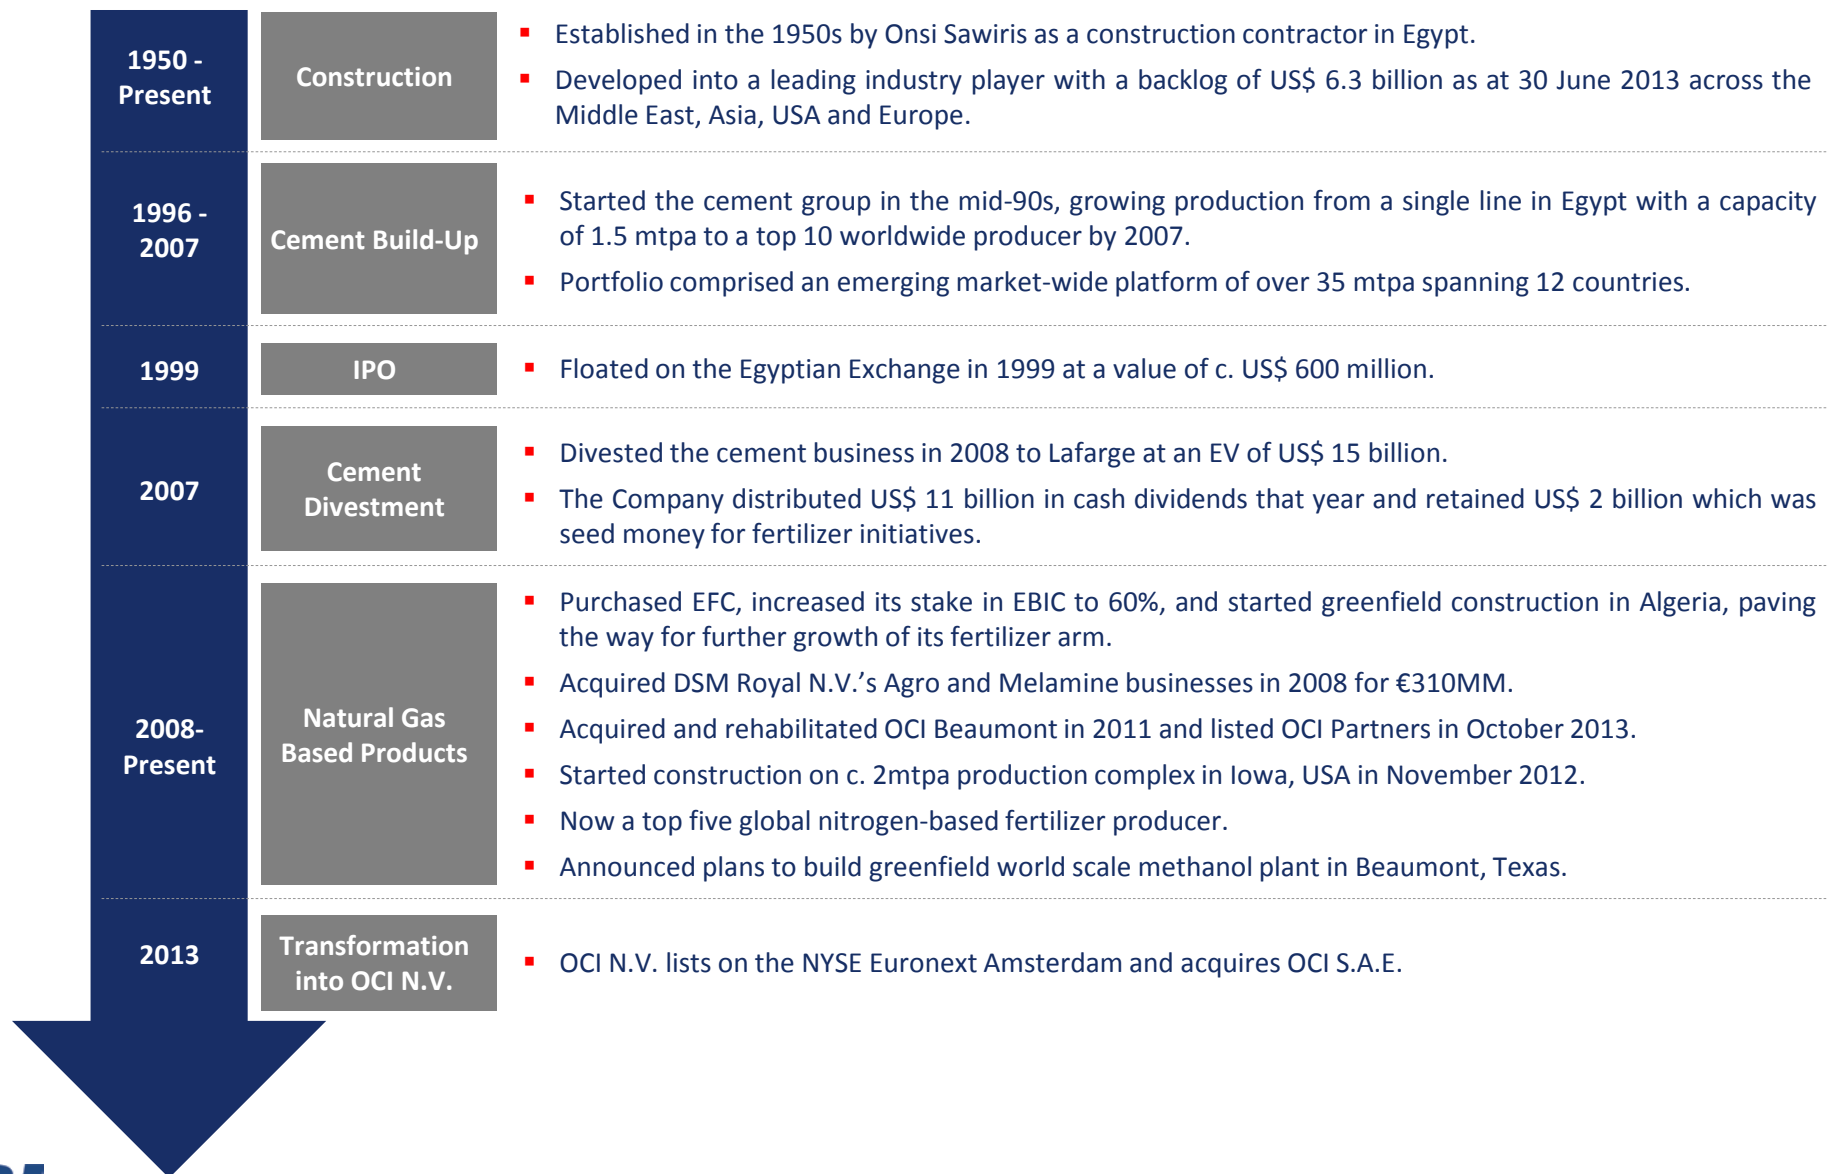 1950 -
Present
Construction
▪ Established in the 1950s by Onsi Sawiris as a construction contractor in Egypt.
▪ Developed into a leading industry player with a backlog of US$ 6.3 billion as at 30 June 2013 across the
Middle East, Asia, USA and Europe.
1996 -
2007
Cement Build-Up
▪ Started the cement group in the mid-90s, growing production from a single line in Egypt with a capacity
of 1.5 mtpa to a top 10 worldwide producer by 2007.
▪ Portfolio comprised an emerging market-wide platform of over 35 mtpa spanning 12 countries.
1999
IPO
▪ Floated on the Egyptian Exchange in 1999 at a value of c. US$ 600 million.
2007
Cement
Divestment
▪ Divested the cement business in 2008 to Lafarge at an EV of US$ 15 billion.
▪ The Company distributed US$ 11 billion in cash dividends that year and retained US$ 2 billion which was
seed money for fertilizer initiatives.
2008-
Present
Natural Gas
Based Products
▪ Purchased EFC, increased its stake in EBIC to 60%, and started greenfield construction in Algeria, paving
the way for further growth of its fertilizer arm.
▪ Acquired DSM Royal N.V.’s Agro and Melamine businesses in 2008 for €310MM.
▪ Acquired and rehabilitated OCI Beaumont in 2011 and listed OCI Partners in October 2013.
▪ Started construction on c. 2mtpa production complex in Iowa, USA in November 2012.
▪ Now a top five global nitrogen-based fertilizer producer.
▪ Announced plans to build greenfield world scale methanol plant in Beaumont, Texas.
2013
Transformation
into OCI N.V.
▪ OCI N.V. lists on the NYSE Euronext Amsterdam and acquires OCI S.A.E.